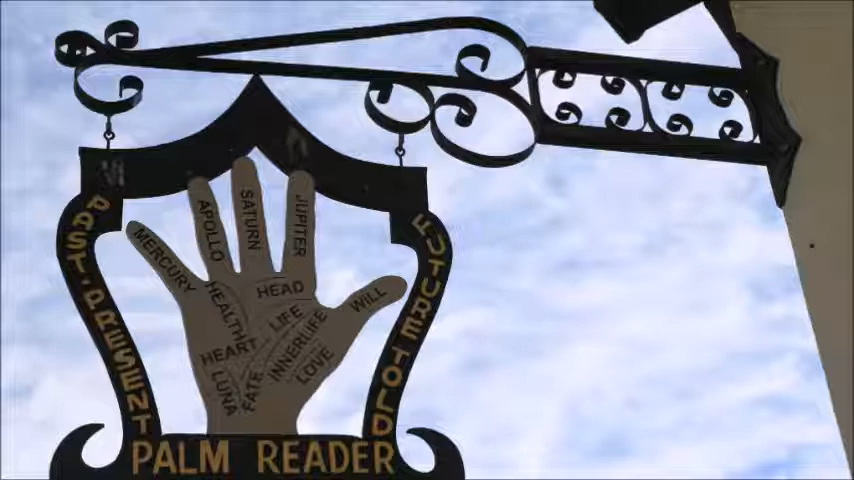 PAST, PRESENT
FUTURE TOLD
MERCURY
APOLLO
SATURN
JUPITER
WILL
HEAD
HEALTH
LIFE
HEART
INNERLIFE
LOVE
LUNA
FATE
PALM READER